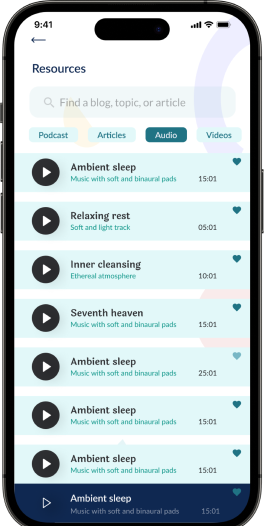 9:41
Resources
Find a blog, topic, or article
Podcast Articles Audio Videos
Ambient sleep
Music with soft and binaural pads 15:01
Relaxing rest
Soft and light track 05:01
Inner cleansing
Ethereal atmosphere 10:01
Seventh heaven
Music with soft and binaural pads 15:01
Ambient sleep
Music with soft and binaural pads 25:01
Ambient sleep
Music with soft and binaural pads 15:01
Ambient sleep
Music with soft and binaural pads 15:01
Ambient sleep
Music with soft and binaural pads 15:01